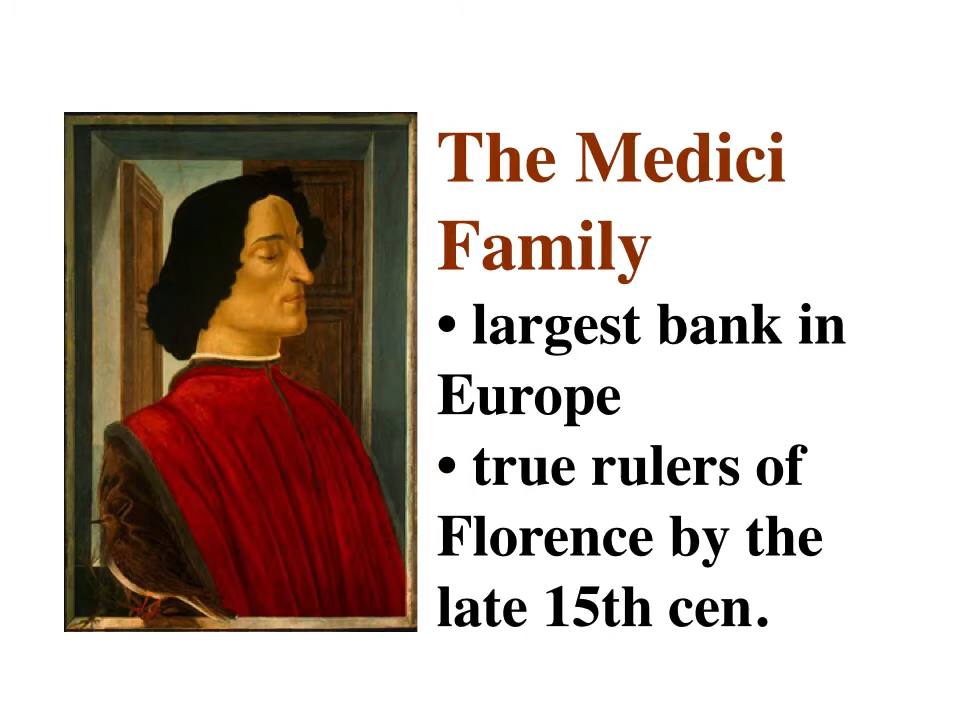 The Medici
Family
• largest bank in
Europe
• true rulers of
Florence by the
late 15th cen.